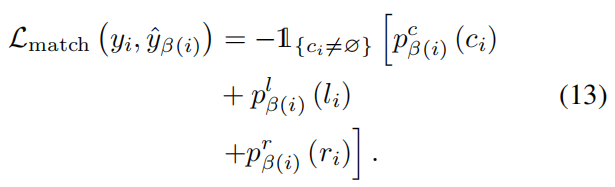 𝓛_match (y_i, ŷ_β(i)) = −𝟙_{c_i≠∅} [p^c_β(i) (c_i)
+ p^l_β(i) (l_i) (13)
+p^r_β(i) (r_i)] .